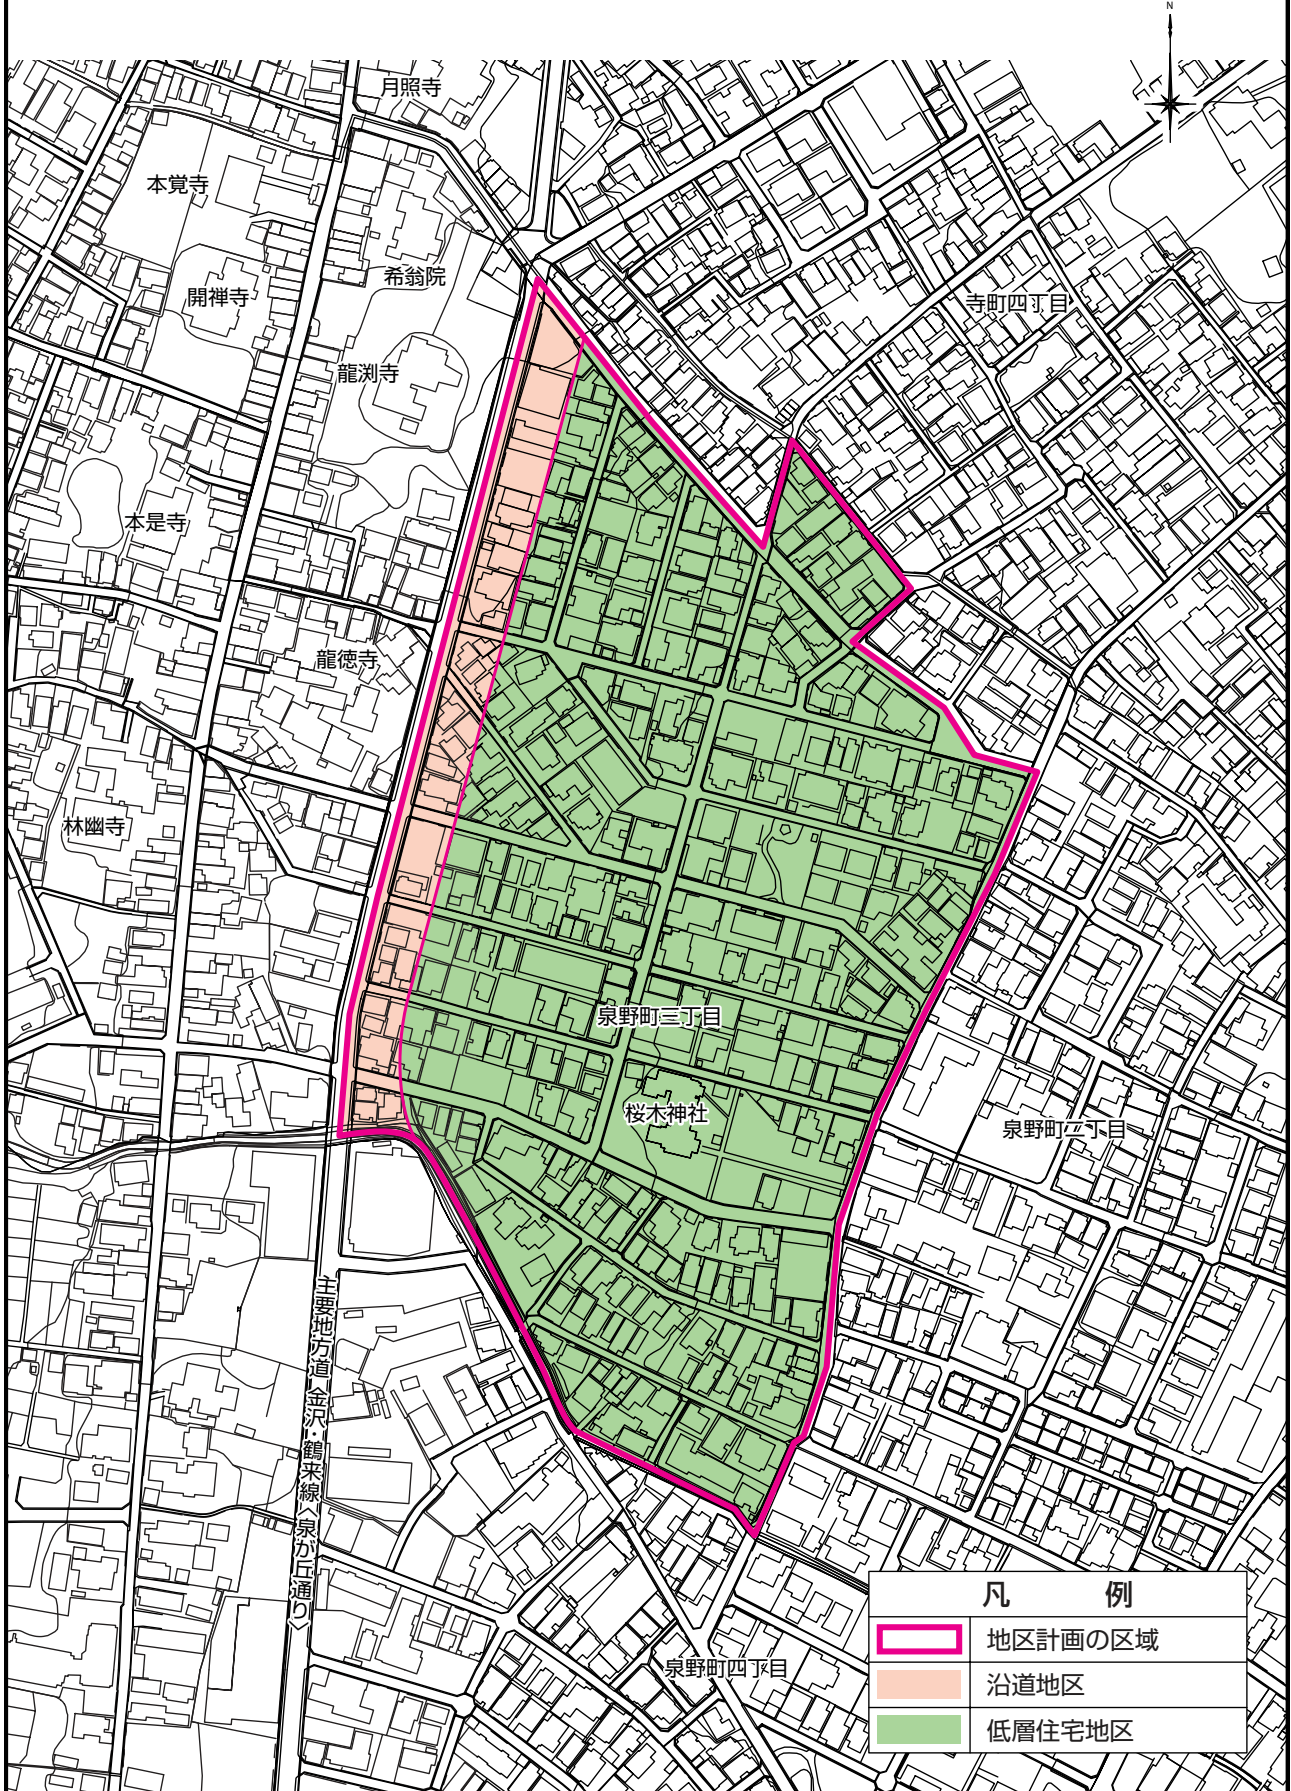 N
月照寺
本覚寺
希翁院
開禅寺
寺町四丁目
龍渕寺
本是寺
龍徳寺
林幽寺
泉野町三丁目
桜木神社
泉野町二丁目
主要地方道 金沢・鶴来線〈泉が丘通り〉
泉野町四丁目
凡 例
地区計画の区域
沿道地区
低層住宅地区